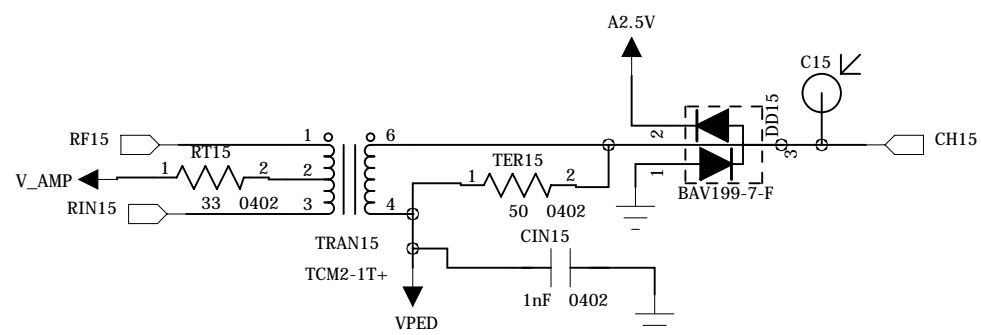 A2.5V
C15
DD15
RF15
1
6
2
3
CH15
RT15
TER15
V_AMP
1
2
2
1
2
1
BAV199-7-F
33
0402
RIN15
3
4
50
0402
TRAN15
CIN15
TCM2-1T+
1nF
0402
VPED